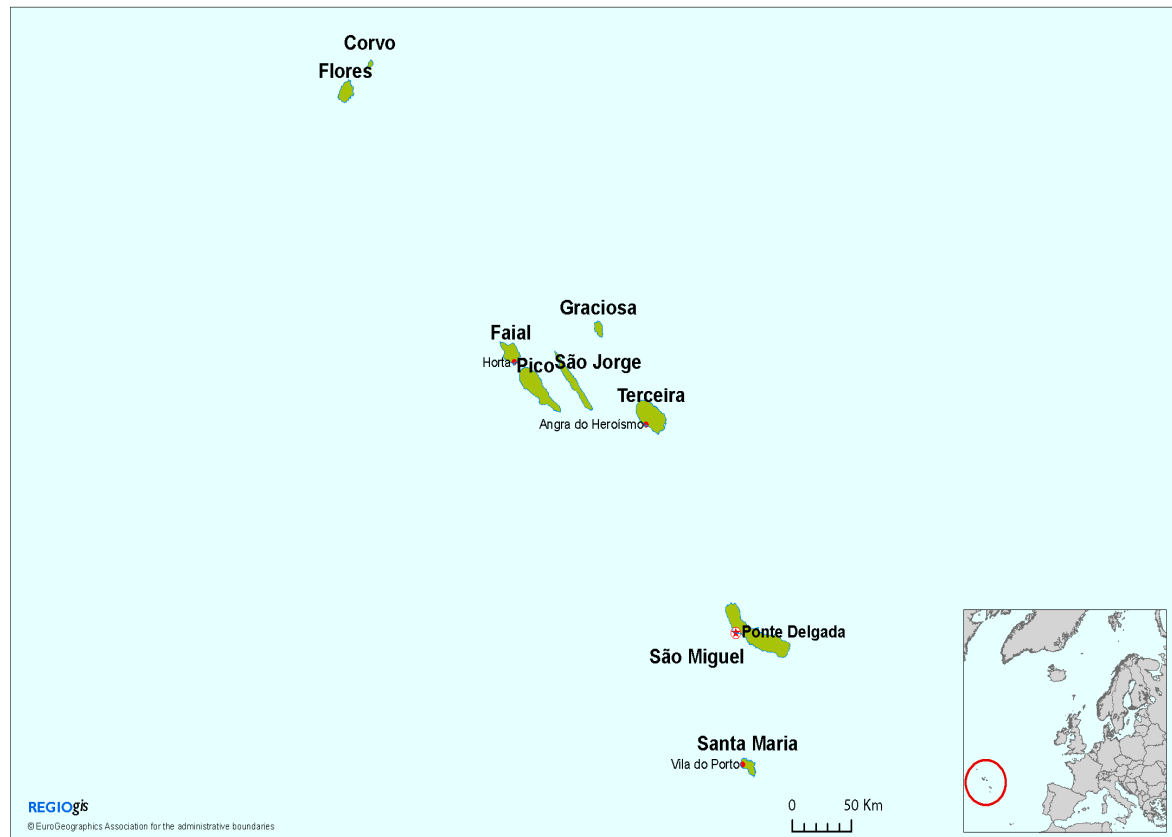 Corvo
Flores
Graciosa
Faial
Horta
Pico
São Jorge
Terceira
Angra do Heroísmo
Ponte Delgada
São Miguel
Santa Maria
Vila do Porto
0 50 Km
REGIOgis
© EuroGeographics Association for the administrative boundaries